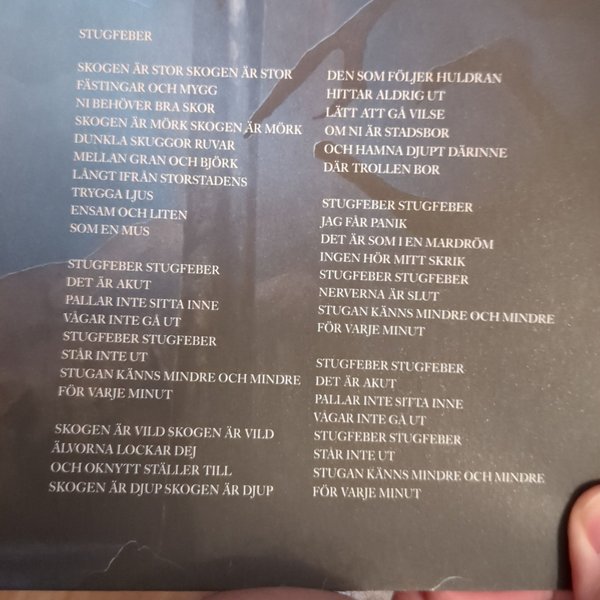 STUGFEBER
SKOGEN ÄR STOR SKOGEN ÄR STOR
FÄSTINGAR OCH MYGG
NI BEHÖVER BRA SKOR
SKOGEN ÄR MÖRK SKOGEN ÄR MÖRK
DUNKLA SKUGGOR RUVAR
MELLAN GRAN OCH BJÖRK
LÅNGT IFRÅN STORSTADENS
TRYGGA LJUS
ENSAM OCH LITEN
SOM EN MUS
STUGFEBER STUGFEBER
DET ÄR AKUT
PALLAR INTE SITTA INNE
VÅGAR INTE GÅ UT
STUGFEBER STUGFEBER
STÅR INTE UT
STUGAN KÄNNS MINDRE OCH MINDRE
FÖR VARJE MINUT
SKOGEN ÄR VILD SKOGEN ÄR VILD
ÄLVORNA LOCKAR DEJ
OCH OKNYTT STÄLLER TILL
SKOGEN ÄR DJUP SKOGEN ÄR DJUP
DEN SOM FÖLJER HULDRAN
HITTAR ALDRIG UT
LÄTT ATT GÅ VILSE
OM NI ÄR STADSBOR
OCH HAMNA DJUPT DÄRINNE
DÄR TROLLEN BOR
STUGFEBER STUGFEBER
JAG FÅR PANIK
DET ÄR SOM I EN MARDRÖM
INGEN HÖR MITT SKRIK
STUGFEBER STUGFEBER
NERVERNA ÄR SLUT
STUGAN KÄNNS MINDRE OCH MINDRE
FÖR VARJE MINUT
STUGFEBER STUGFEBER
DET ÄR AKUT
PALLAR INTE SITTA INNE
VÅGAR INTE GÅ UT
STUGFEBER STUGFEBER
STÅR INTE UT
STUGAN KÄNNS MINDRE OCH MINDRE
FÖR VARJE MINUT